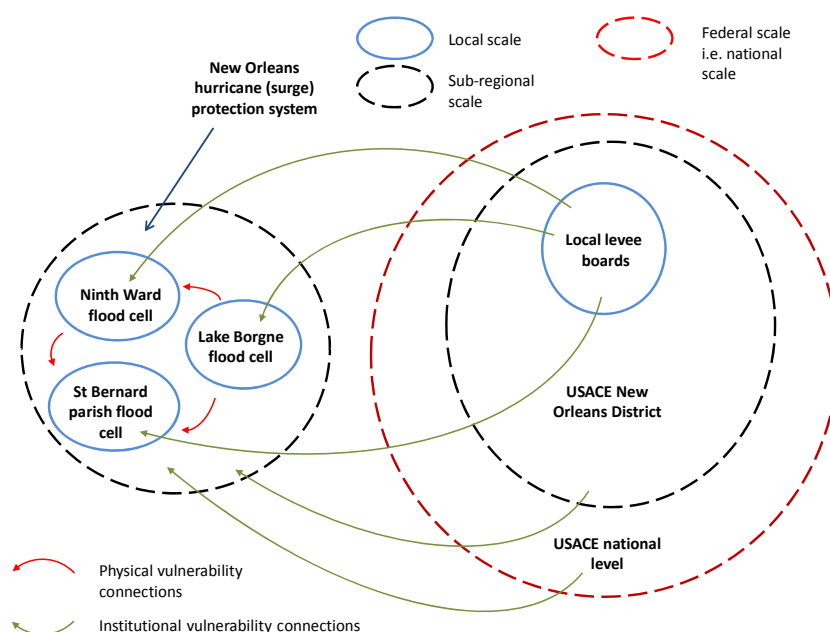 New Orleans
hurricane (surge)
protection system
Local scale
Sub-regional
scale
Federal scale
i.e. national
scale
Ninth Ward
flood cell
Lake Borgne
flood cell
St Bernard
parish flood
cell
Local levee
boards
USACE New
Orleans District
USACE national
level
Physical vulnerability
connections
Institutional vulnerability connections